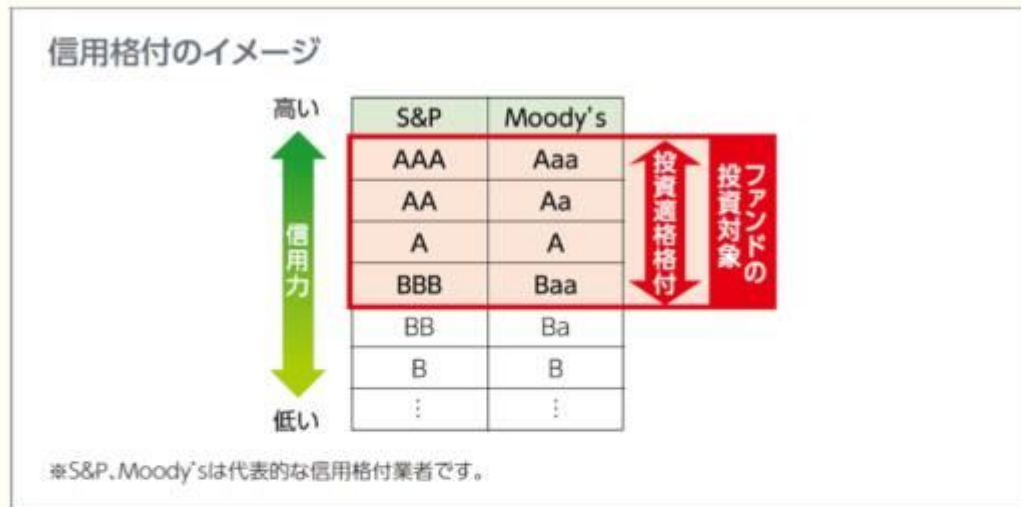 信用格付のイメージ
高い
信用力
低い
S&P Moody's
AAA Aaa
AA Aa
A A
BBB Baa
BB Ba
B B
⋮ ⋮
投資適格格付
ファンドの
投資対象
※S&P、Moody'sは代表的な信用格付業者です。